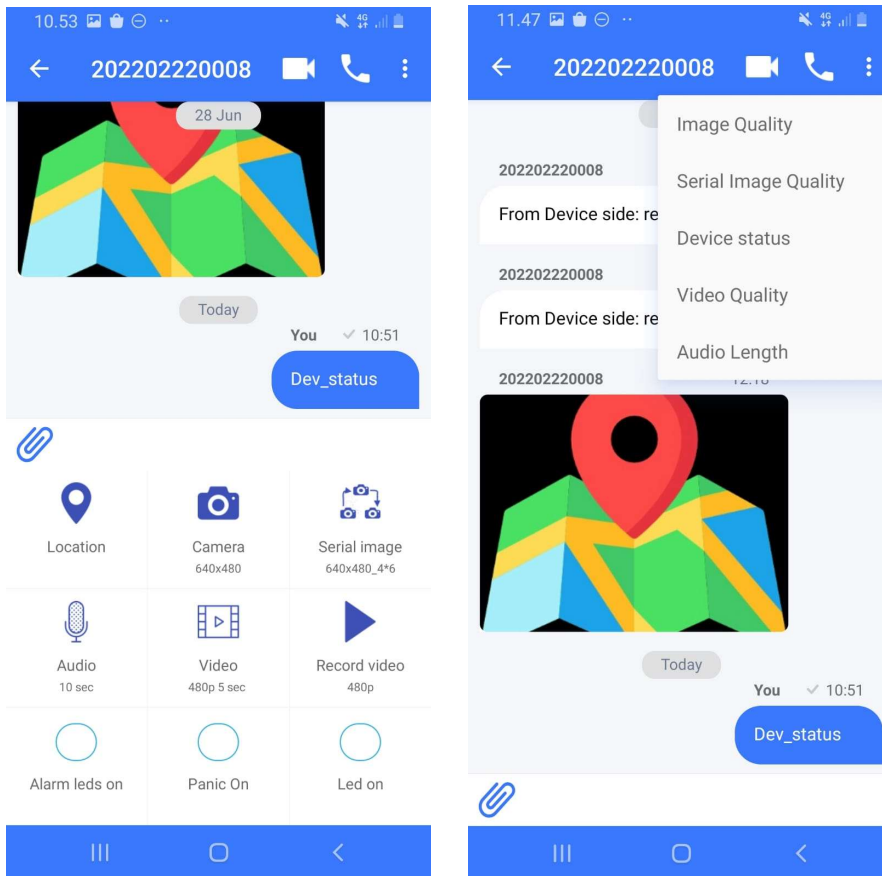 10.53
4G
202202220008
28 Jun
Today
You 10:51
Dev_status
Location
Camera
640x480
Serial image
640x480_4*6
Audio
10 sec
Video
480p 5 sec
Record video
480p
Alarm leds on
Panic On
Led on
11.47
4G
202202220008
Image Quality
Serial Image Quality
Device status
Video Quality
Audio Length
202202220008
From Device side: re
202202220008
From Device side: re
202202220008
Today
You 10:51
Dev_status